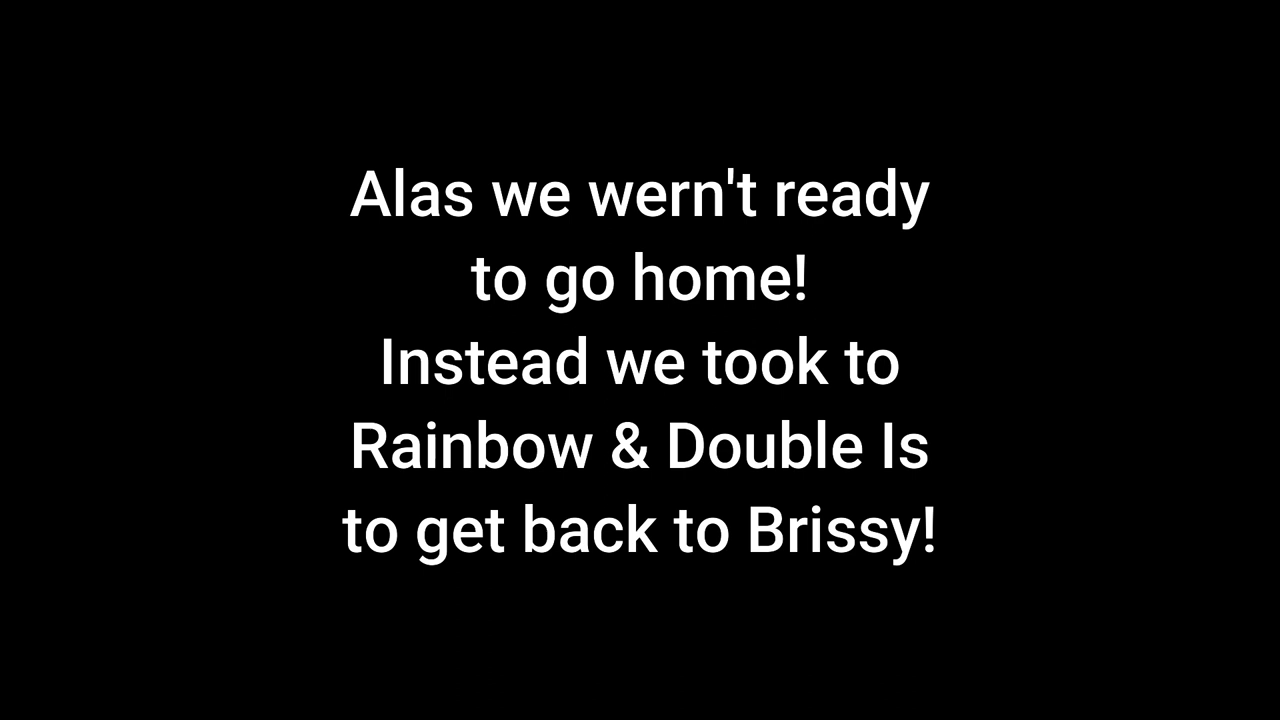 Alas we wern't ready
to go home!
Instead we took to
Rainbow & Double Is
to get back to Brissy!